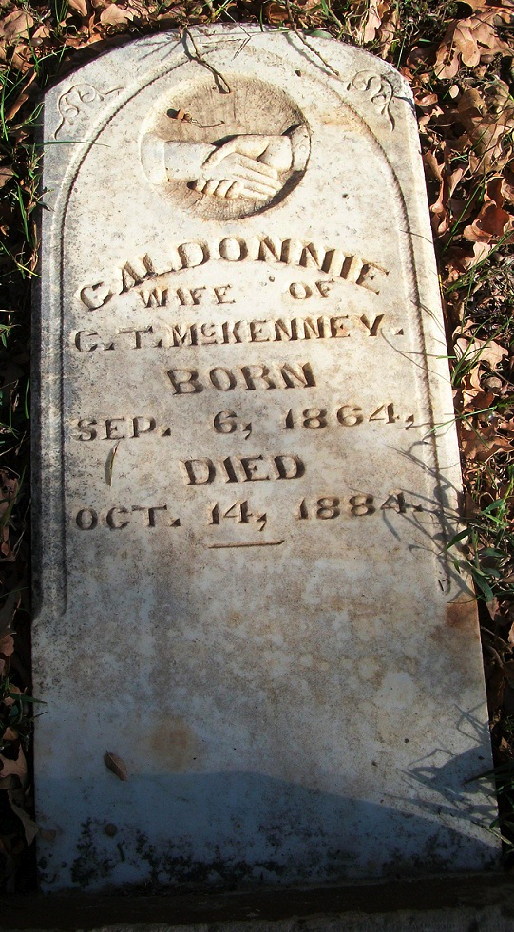 CALDONNIE
WIFE OF
C. T. McKENNEY.
BORN
SEP. 6, 1864,
DIED
OCT. 14, 1884.